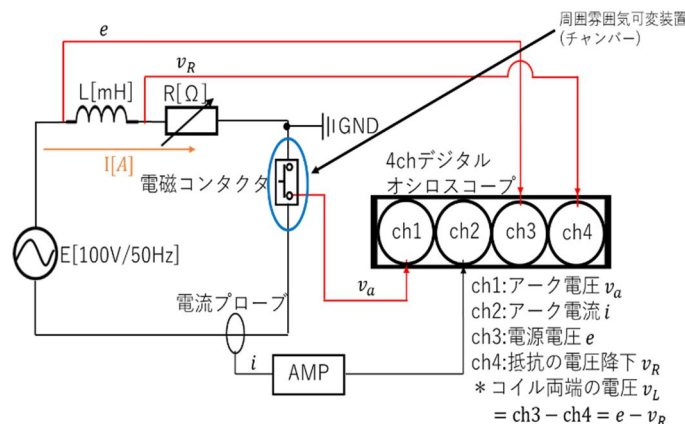 周囲雰囲気可変装置
(チャンバー)
e
v_R
L[mH]
R[Ω]
GND
I[A]
電磁コンタクタ
4chデジタル
オシロスコープ
ch1 ch2 ch3 ch4
E[100V/50Hz]
v_a
電流プローブ
i
AMP
ch1:アーク電圧 v_a
ch2:アーク電流 i
ch3:電源電圧 e
ch4:抵抗の電圧降下 v_R
*コイル両端の電圧 v_L
= ch3 − ch4 = e − v_R